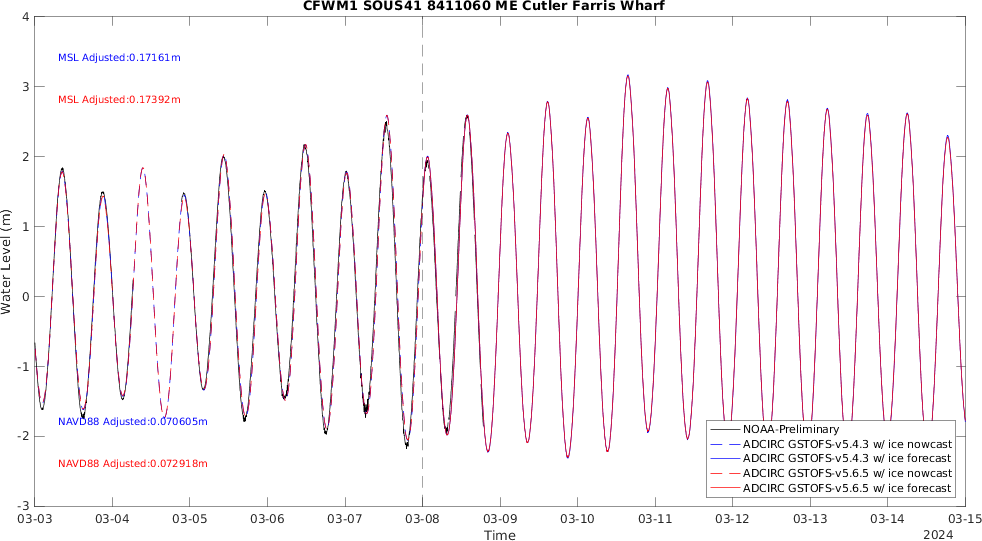 CFWM1 SOUS41 8411060 ME Cutler Farris Wharf
4
3
2
1
0
-1
-2
-3
Water Level (m)
MSL Adjusted:0.17161m
MSL Adjusted:0.17392m
NAVD88 Adjusted:0.070605m
NAVD88 Adjusted:0.072918m
NOAA-Preliminary
ADCIRC GSTOFS-v5.4.3 w/ ice nowcast
ADCIRC GSTOFS-v5.4.3 w/ ice forecast
ADCIRC GSTOFS-v5.6.5 w/ ice nowcast
ADCIRC GSTOFS-v5.6.5 w/ ice forecast
03-03 03-04 03-05 03-06 03-07 03-08 03-09 03-10 03-11 03-12 03-13 03-14 03-15
Time
2024